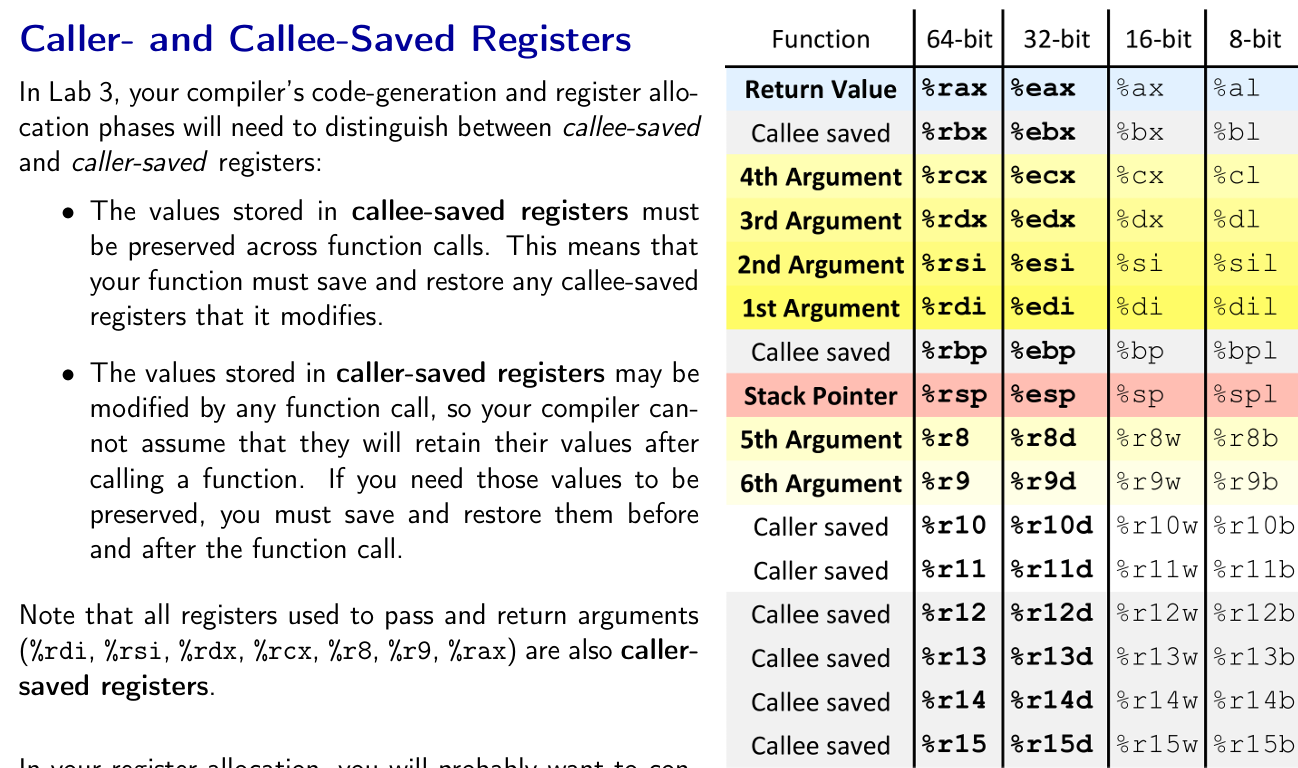 Caller- and Callee-Saved Registers
In Lab 3, your compiler's code-generation and register allo-
cation phases will need to distinguish between callee-saved
and caller-saved registers:
• The values stored in callee-saved registers must
be preserved across function calls. This means that
your function must save and restore any callee-saved
registers that it modifies.
• The values stored in caller-saved registers may be
modified by any function call, so your compiler can-
not assume that they will retain their values after
calling a function. If you need those values to be
preserved, you must save and restore them before
and after the function call.
Note that all registers used to pass and return arguments
(%rdi, %rsi, %rdx, %rcx, %r8, %r9, %rax) are also caller-
saved registers.
In your register allocation, you will probably want to con-
Function 64-bit 32-bit 16-bit 8-bit
Return Value %rax %eax %ax %al
Callee saved %rbx %ebx %bx %bl
4th Argument %rcx %ecx %cx %cl
3rd Argument %rdx %edx %dx %dl
2nd Argument %rsi %esi %si %sil
1st Argument %rdi %edi %di %dil
Callee saved %rbp %ebp %bp %bpl
Stack Pointer %rsp %esp %sp %spl
5th Argument %r8 %r8d %r8w %r8b
6th Argument %r9 %r9d %r9w %r9b
Caller saved %r10 %r10d %r10w %r10b
Caller saved %r11 %r11d %r11w %r11b
Callee saved %r12 %r12d %r12w %r12b
Callee saved %r13 %r13d %r13w %r13b
Callee saved %r14 %r14d %r14w %r14b
Callee saved %r15 %r15d %r15w %r15b